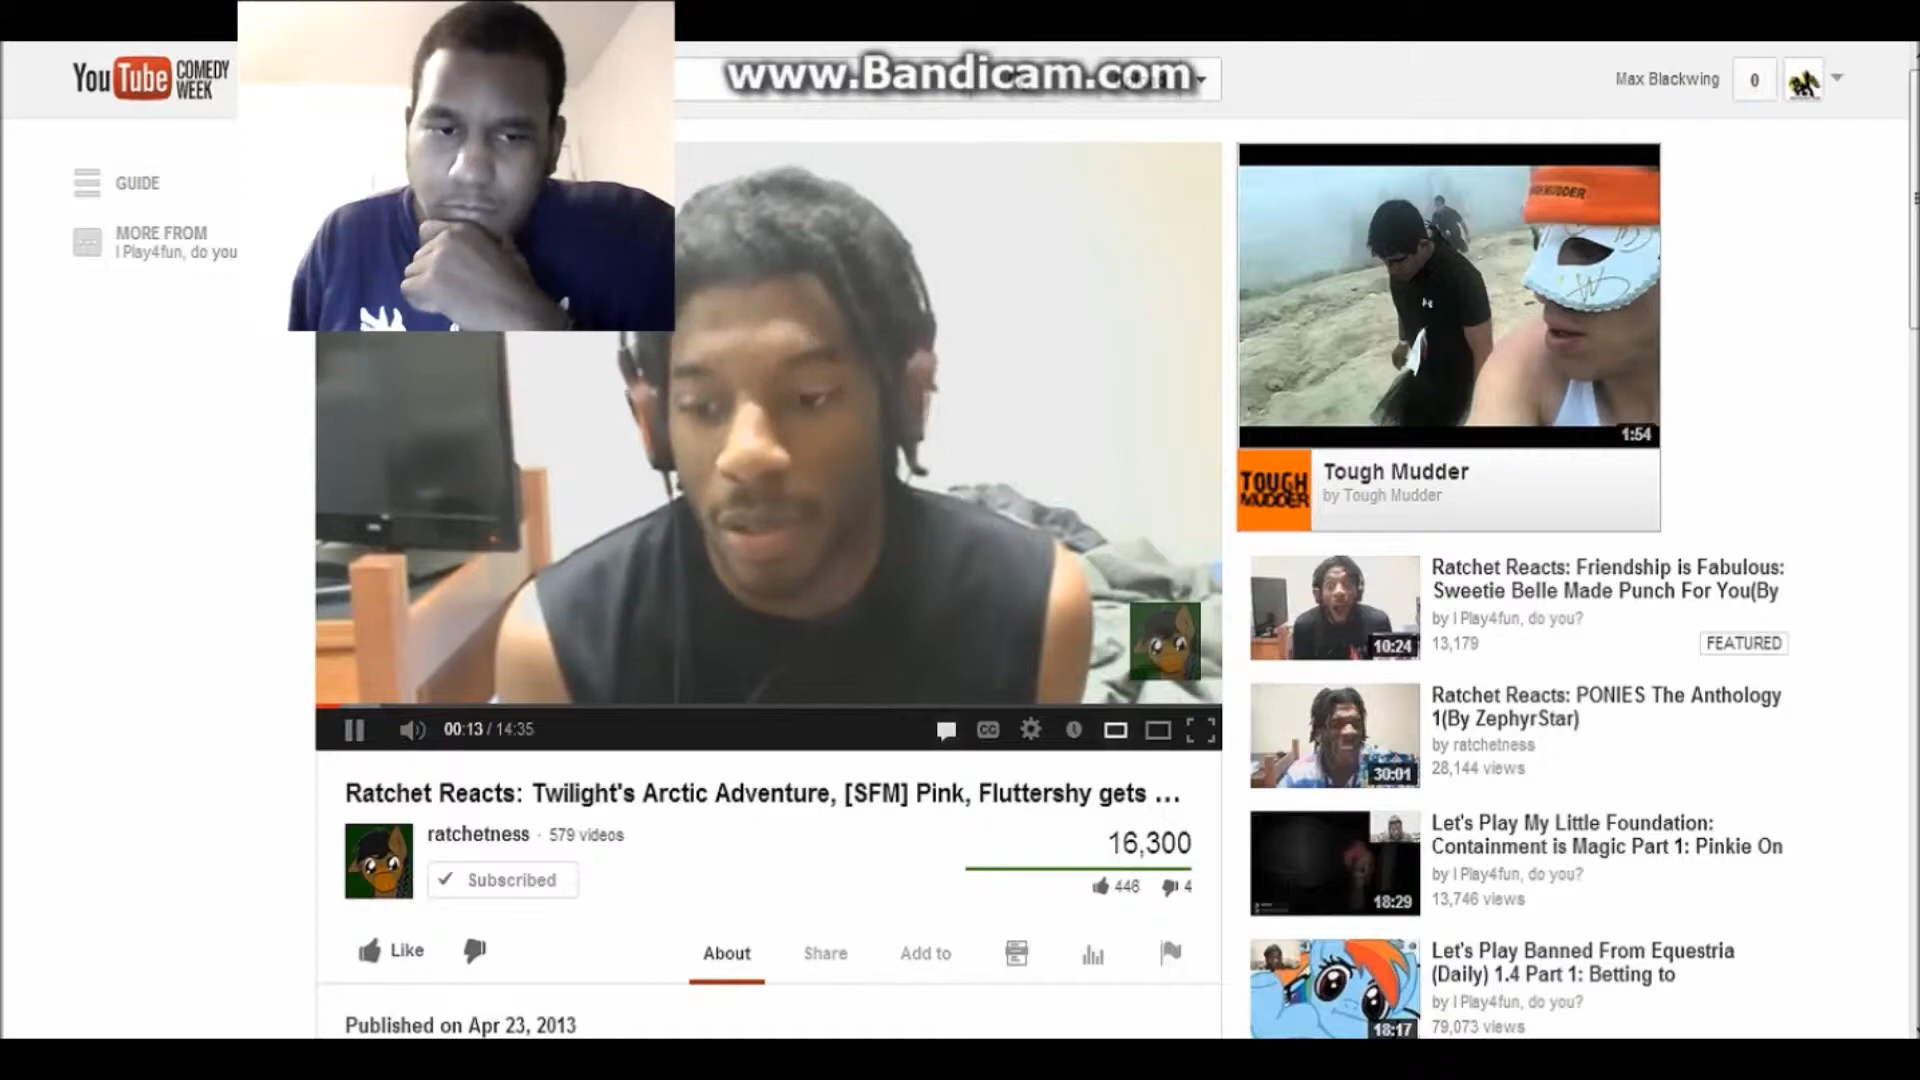 You Tube COMEDY WEEK
www.Bandicam.com
Max Blackwing
0
GUIDE
MORE FROM
I Play4fun, do you
MUDDER
1:54
TOUGH MUDDER
Tough Mudder
by Tough Mudder
Ratchet Reacts: Friendship is Fabulous:
Sweetie Belle Made Punch For You(By
by I Play4fun, do you?
13,179
FEATURED
10:24
Ratchet Reacts: PONIES The Anthology
1(By ZephyrStar)
by ratchetness
28,144 views
30:01
00:13 / 14:35
CC
Ratchet Reacts: Twilight's Arctic Adventure, [SFM] Pink, Fluttershy gets ...
ratchetness · 579 videos
Subscribed
16,300
446 4
Let's Play My Little Foundation:
Containment is Magic Part 1: Pinkie On
by I Play4fun, do you?
13,746 views
18:29
Like
About Share Add to
Let's Play Banned From Equestria
(Daily) 1.4 Part 1: Betting to
by I Play4fun, do you?
79,073 views
18:17
Published on Apr 23, 2013